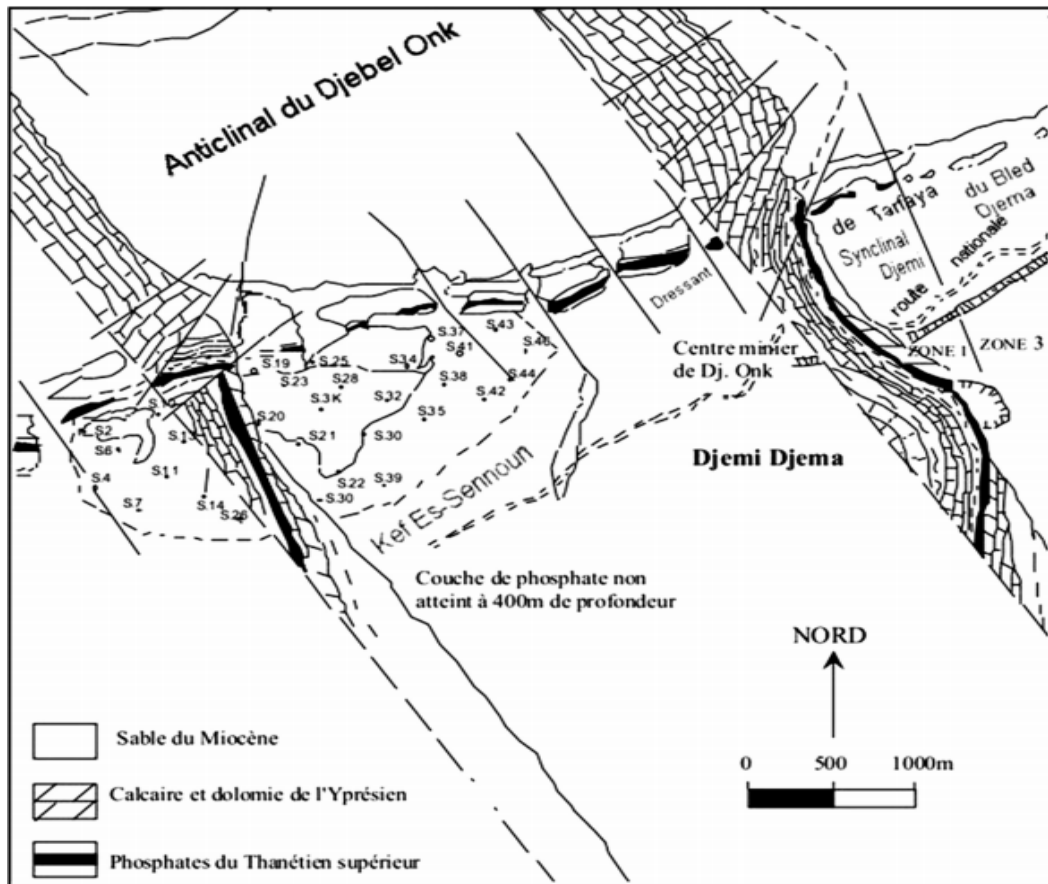 Anticlinal du Djebel Onk
de Tarfaya
du Bled
Synclinal
Djema
Djemi
route nationale
Dressant
Centre minier
de Dj. Onk
ZONE 1
ZONE 3
S.37
S.43
S.41
S.46
S.19
S.25
S.34
S.23
S.28
S.38
S.44
S.3K
S.32
S.42
S.20
S.35
S2
S.13
S.21
S.30
S6
S.4
S11
S.22
S.39
S.7
S.14
S.26
S.30
Kef Es-Sennoun
Djemi Djema
Couche de phosphate non
atteint à 400m de profondeur
NORD
0 500 1000m
Sable du Miocène
Calcaire et dolomie de l'Yprésien
Phosphates du Thanétien supérieur